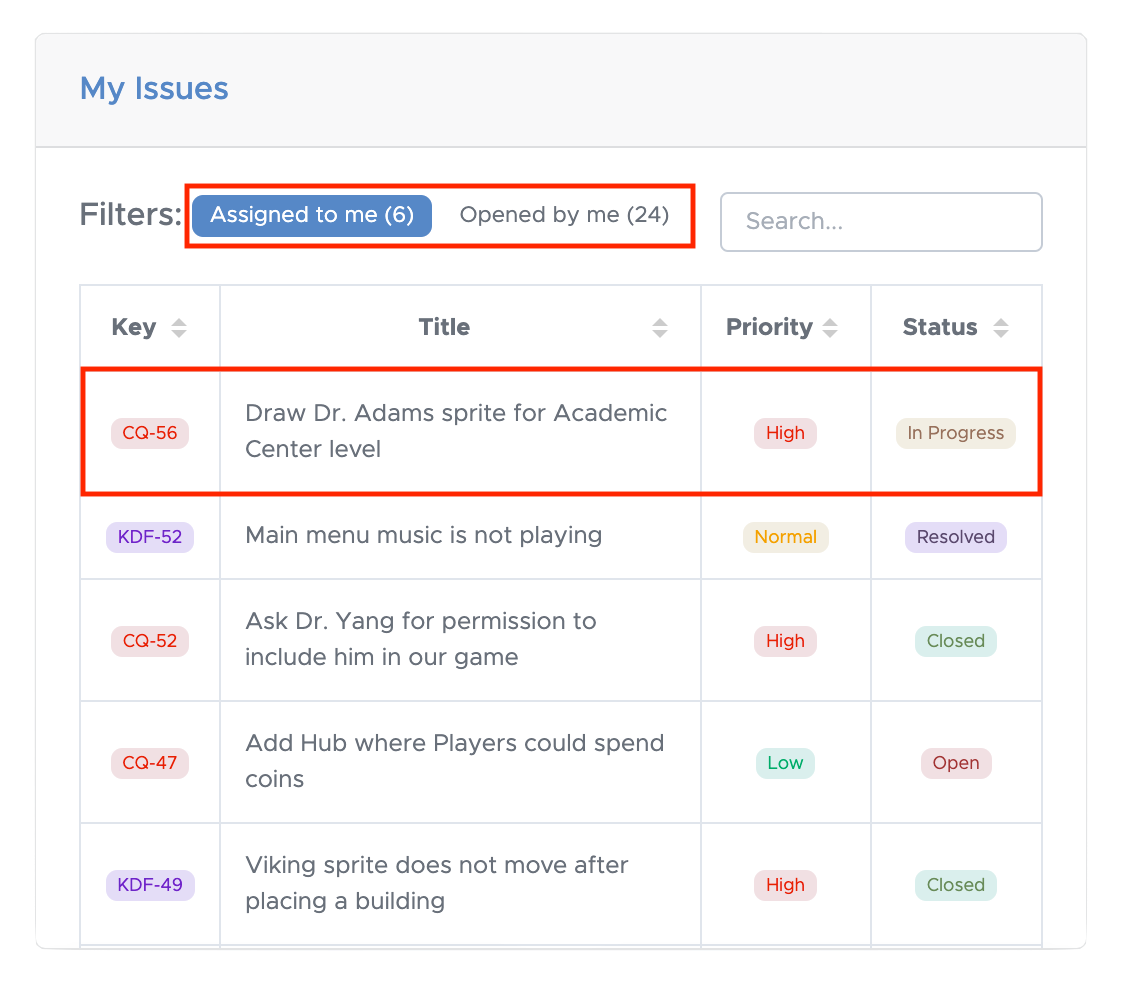 My Issues
Filters: Assigned to me (6) Opened by me (24) Search...
Key Title Priority Status
CQ-56 Draw Dr. Adams sprite for Academic Center level High In Progress
KDF-52 Main menu music is not playing Normal Resolved
CQ-52 Ask Dr. Yang for permission to include him in our game High Closed
CQ-47 Add Hub where Players could spend coins Low Open
KDF-49 Viking sprite does not move after placing a building High Closed